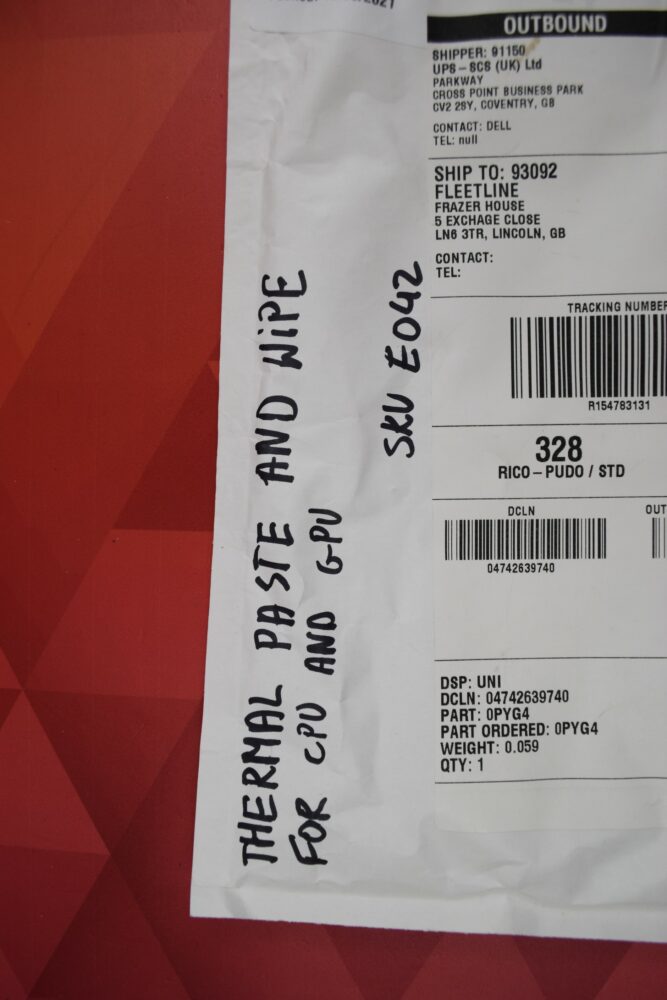 2021
OUTBOUND
SHIPPER: 91150
UPS - SCS (UK) Ltd
PARKWAY
CROSS POINT BUSINESS PARK
CV2 2SY, COVENTRY, GB
CONTACT: DELL
TEL: null
SHIP TO: 93092
FLEETLINE
FRAZER HOUSE
5 EXCHAGE CLOSE
LN6 3TR, LINCOLN, GB
CONTACT:
TEL:
TRACKING NUMBER
R154783131
328
RICO - PUDO / STD
DCLN
OUT
04742639740
DSP: UNI
DCLN: 04742639740
PART: 0PYG4
PART ORDERED: 0PYG4
WEIGHT: 0.059
QTY: 1
THERMAL PASTE AND WIPE
FOR CPU AND GPU
SKU E042